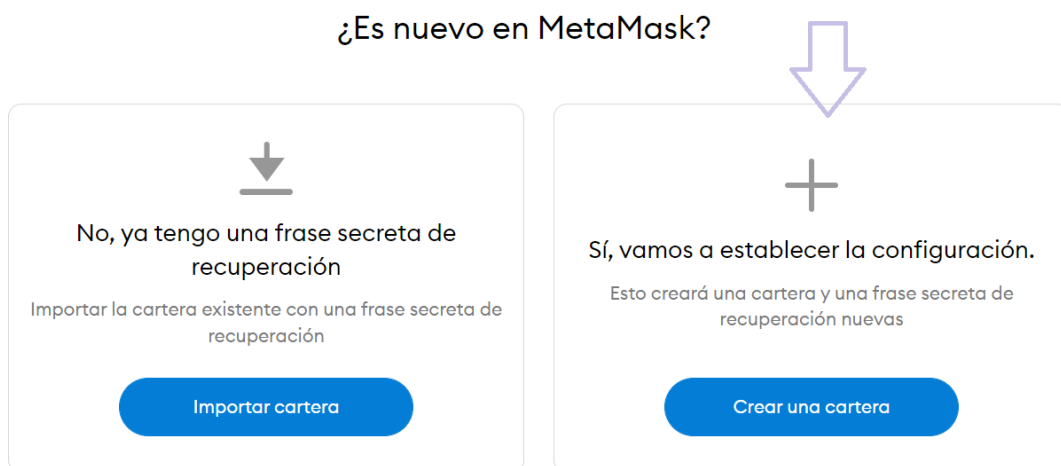 ¿Es nuevo en MetaMask?
No, ya tengo una frase secreta de
recuperación
Importar la cartera existente con una frase secreta de
recuperación
Importar cartera
Sí, vamos a establecer la configuración.
Esto creará una cartera y una frase secreta de
recuperación nuevas
Crear una cartera